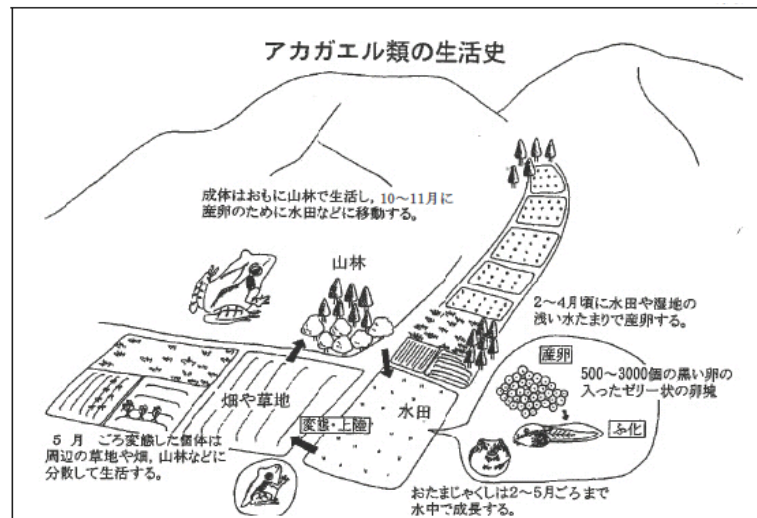 アカガエル類の生活史
成体はおもに山林で生活し，10～11月に
産卵のために水田などに移動する。
山林
2～4月頃に水田や湿地の
浅い水たまりで産卵する。
産卵
500～3000個の黒い卵の
入ったゼリー状の卵塊
畑や草地
水田
変態・上陸
ふ化
5 月　ごろ変態した個体は
周辺の草地や畑，山林などに
分散して生活する。
おたまじゃくしは2～5月ごろまで
水中で成長する。